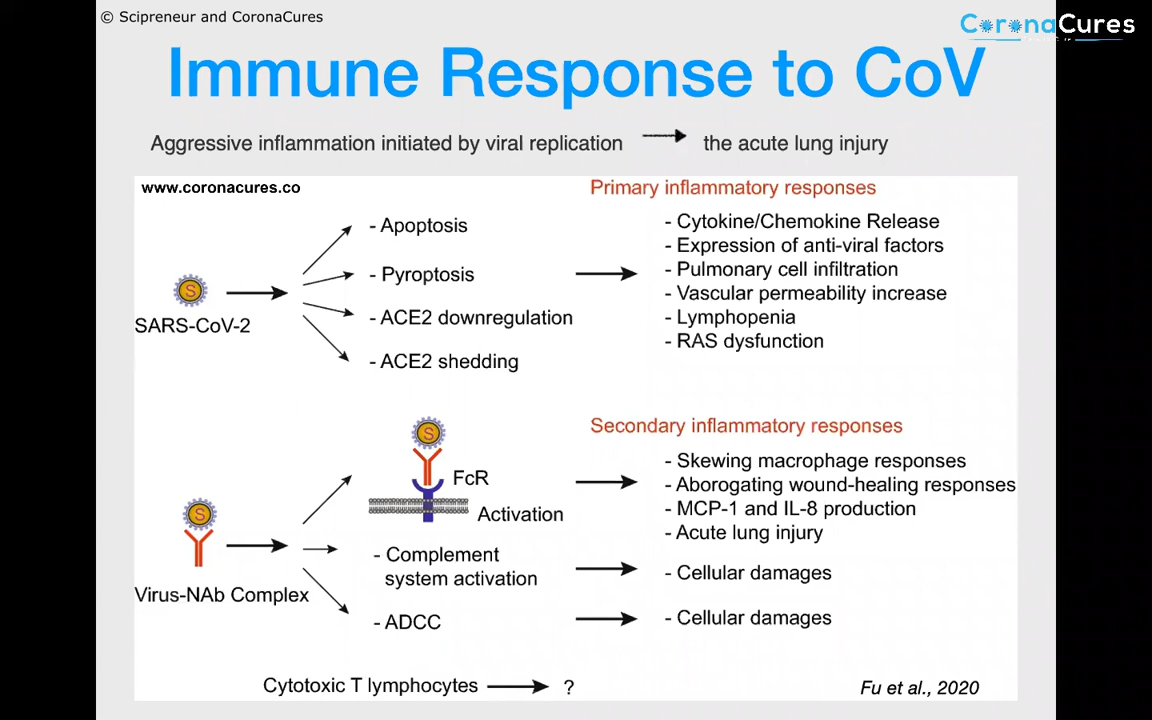 © Scipreneur and CoronaCures
CoronaCures
Immune Response to CoV
Aggressive inflammation initiated by viral replication
the acute lung injury
www.coronacures.co
Primary inflammatory responses
S
SARS-CoV-2
- Apoptosis
- Pyroptosis
- ACE2 downregulation
- ACE2 shedding
- Cytokine/Chemokine Release
- Expression of anti-viral factors
- Pulmonary cell infiltration
- Vascular permeability increase
- Lymphopenia
- RAS dysfunction
Secondary inflammatory responses
S
Virus-NAb Complex
S
FcR
Activation
- Skewing macrophage responses
- Aborogating wound-healing responses
- MCP-1 and IL-8 production
- Acute lung injury
- Complement
system activation
- Cellular damages
- ADCC
- Cellular damages
Cytotoxic T lymphocytes
?
Fu et al., 2020